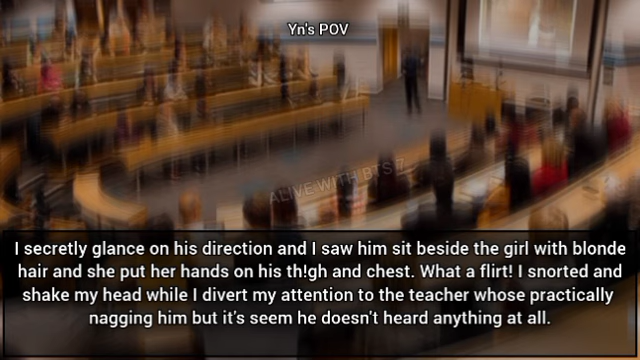 Yn's POV
ALIVE WITH BTS 7
I secretly glance on his direction and I saw him sit beside the girl with blonde
hair and she put her hands on his th!gh and chest. What a flirt! I snorted and
shake my head while I divert my attention to the teacher whose practically
nagging him but it's seem he doesn't heard anything at all.